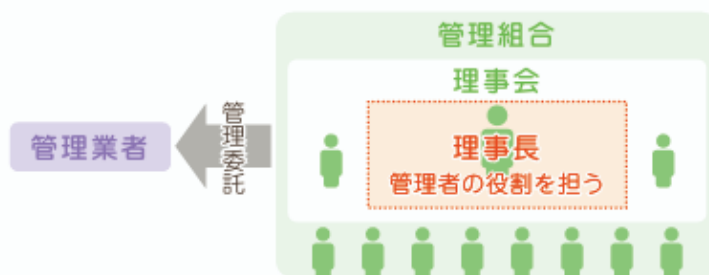 管理組合
理事会
理事長
管理者の役割を担う
管理委託
管理業者